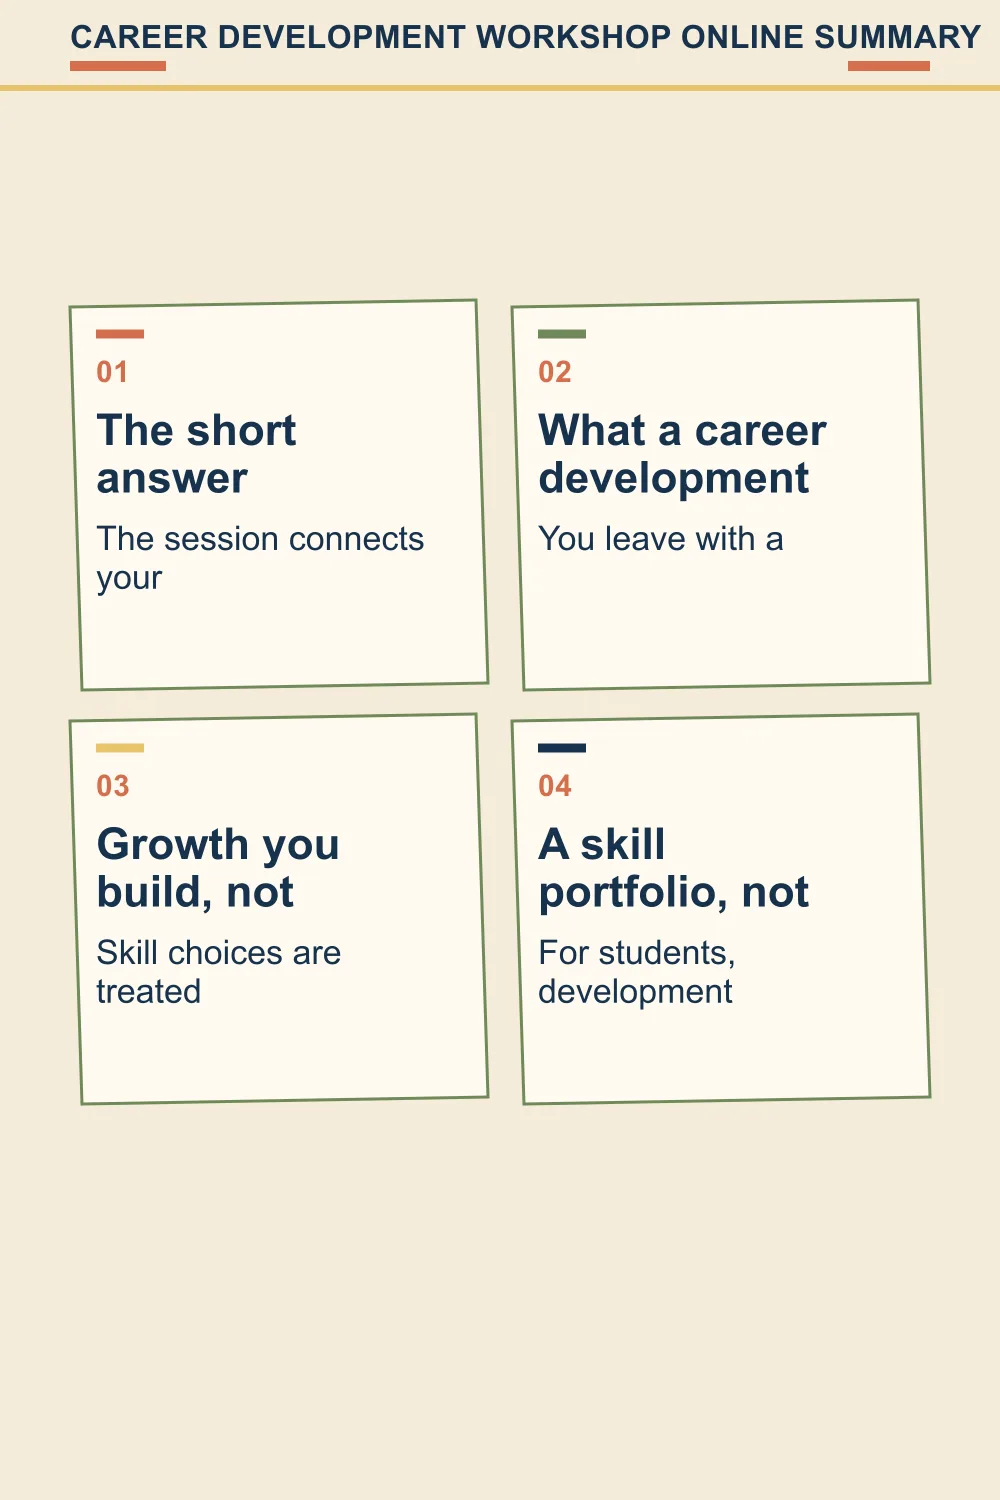 CAREER DEVELOPMENT WORKSHOP ONLINE SUMMARY
01
The short
answer
The session connects
your
02
What a career
development
You leave with a
03
Growth you
build, not
Skill choices are
treated
04
A skill
portfolio, not
For students,
development